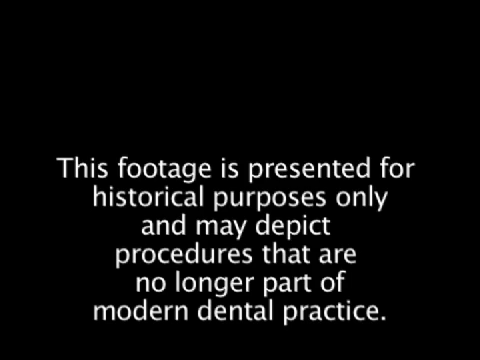 This footage is presented for
historical purposes only
and may depict
procedures that are
no longer part of
modern dental practice.